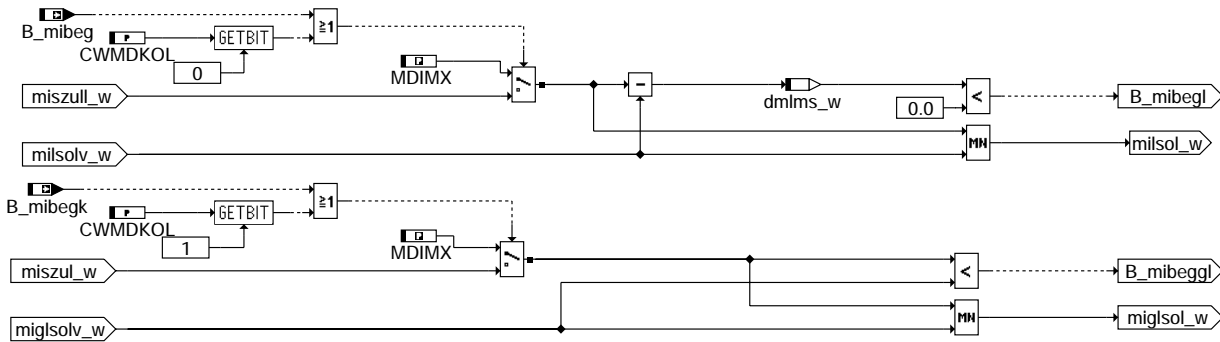 B_mibeg
≥1
CWMDKOL
P
GETBIT
0
MDIMX
P
miszull_w
-
dmlms_w
<
B_mibegl
0.0
milsolv_w
MN
milsol_w
B_mibegk
≥1
CWMDKOL
P
GETBIT
1
MDIMX
P
miszul_w
<
B_mibeggl
miglsolv_w
MN
miglsol_w